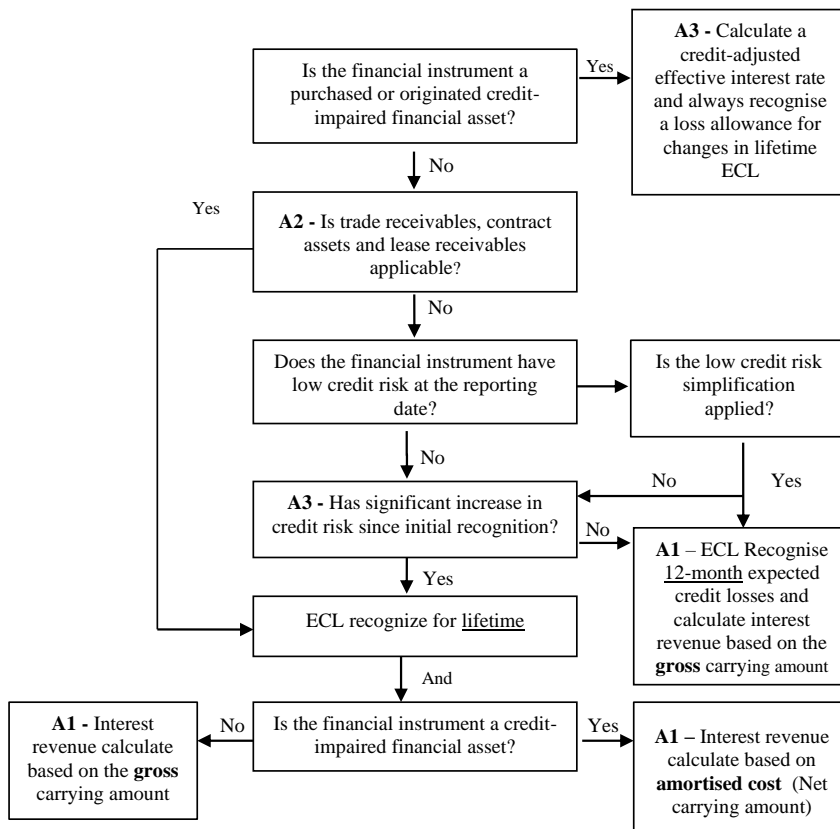 Is the financial instrument a
purchased or originated credit-
impaired financial asset?
Yes
A3 - Calculate a
credit-adjusted
effective interest rate
and always recognise
a loss allowance for
changes in lifetime
ECL
No
Yes
A2 - Is trade receivables, contract
assets and lease receivables
applicable?
No
Does the financial instrument have
low credit risk at the reporting
date?
Is the low credit risk
simplification
applied?
No
No
Yes
A3 - Has significant increase in
credit risk since initial recognition?
No
A1 – ECL Recognise
12-month expected
credit losses and
calculate interest
revenue based on the
gross carrying amount
Yes
ECL recognize for lifetime
And
A1 - Interest
revenue calculate
based on the gross
carrying amount
No
Is the financial instrument a credit-
impaired financial asset?
Yes
A1 – Interest revenue
calculate based on
amortised cost (Net
carrying amount)